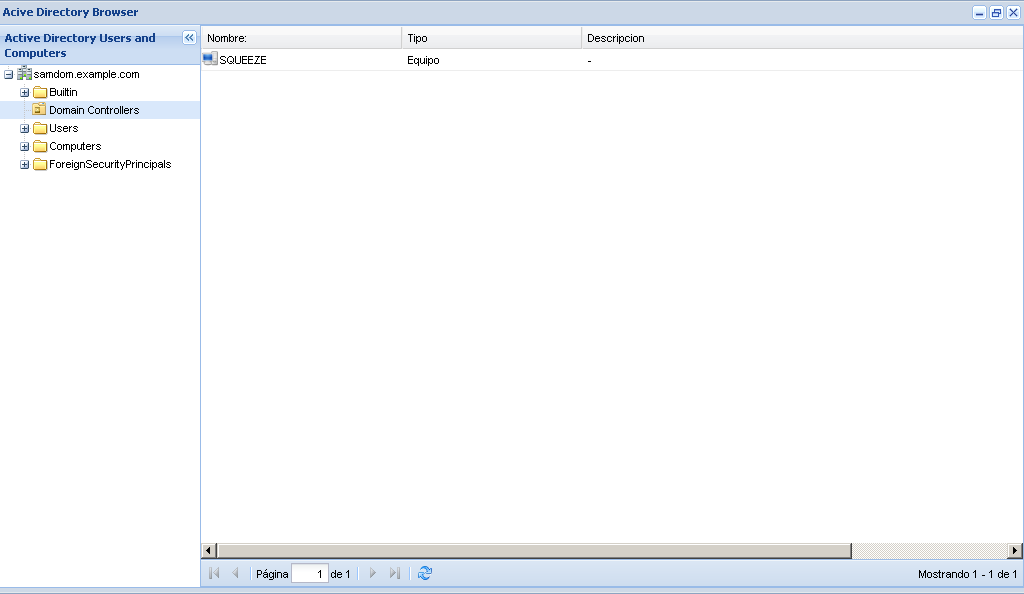 Acive Directory Browser
Active Directory Users and
Computers
samdom.example.com
Builtin
Domain Controllers
Users
Computers
ForeignSecurityPrincipals
Nombre: Tipo Descripcion
SQUEEZE Equipo -
Página 1 de 1
Mostrando 1 - 1 de 1